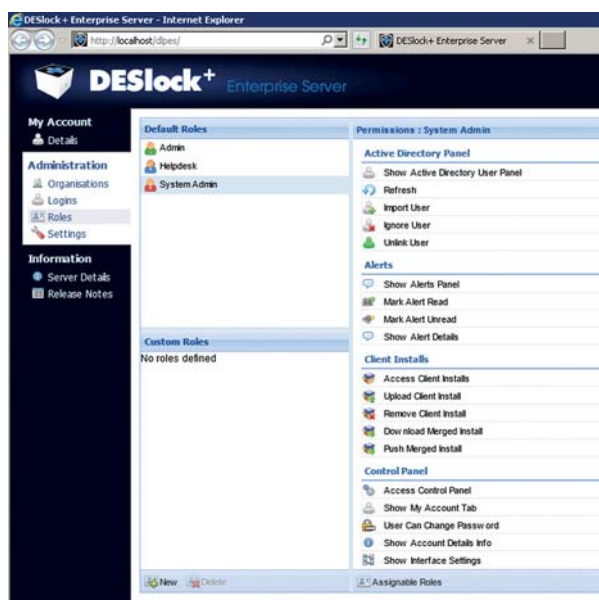 DESlock+ Enterprise Server - Internet Explorer
http://localhost/dlpes/
DESlock+ Enterprise Server
DESlock+ Enterprise Server
My Account
Details
Administration
Organisations
Logins
Roles
Settings
Information
Server Details
Release Notes
Default Roles
Admin
Helpdesk
System Admin
Custom Roles
No roles defined
New Delete
Permissions : System Admin
Active Directory Panel
Show Active Directory User Panel
Refresh
Import User
Ignore User
Unlink User
Alerts
Show Alerts Panel
Mark Alert Read
Mark Alert Unread
Show Alert Details
Client Installs
Access Client Installs
Upload Client Install
Remove Client Install
Download Merged Install
Push Merged Install
Control Panel
Access Control Panel
Show My Account Tab
User Can Change Password
Show Account Details Info
Show Interface Settings
Assignable Roles